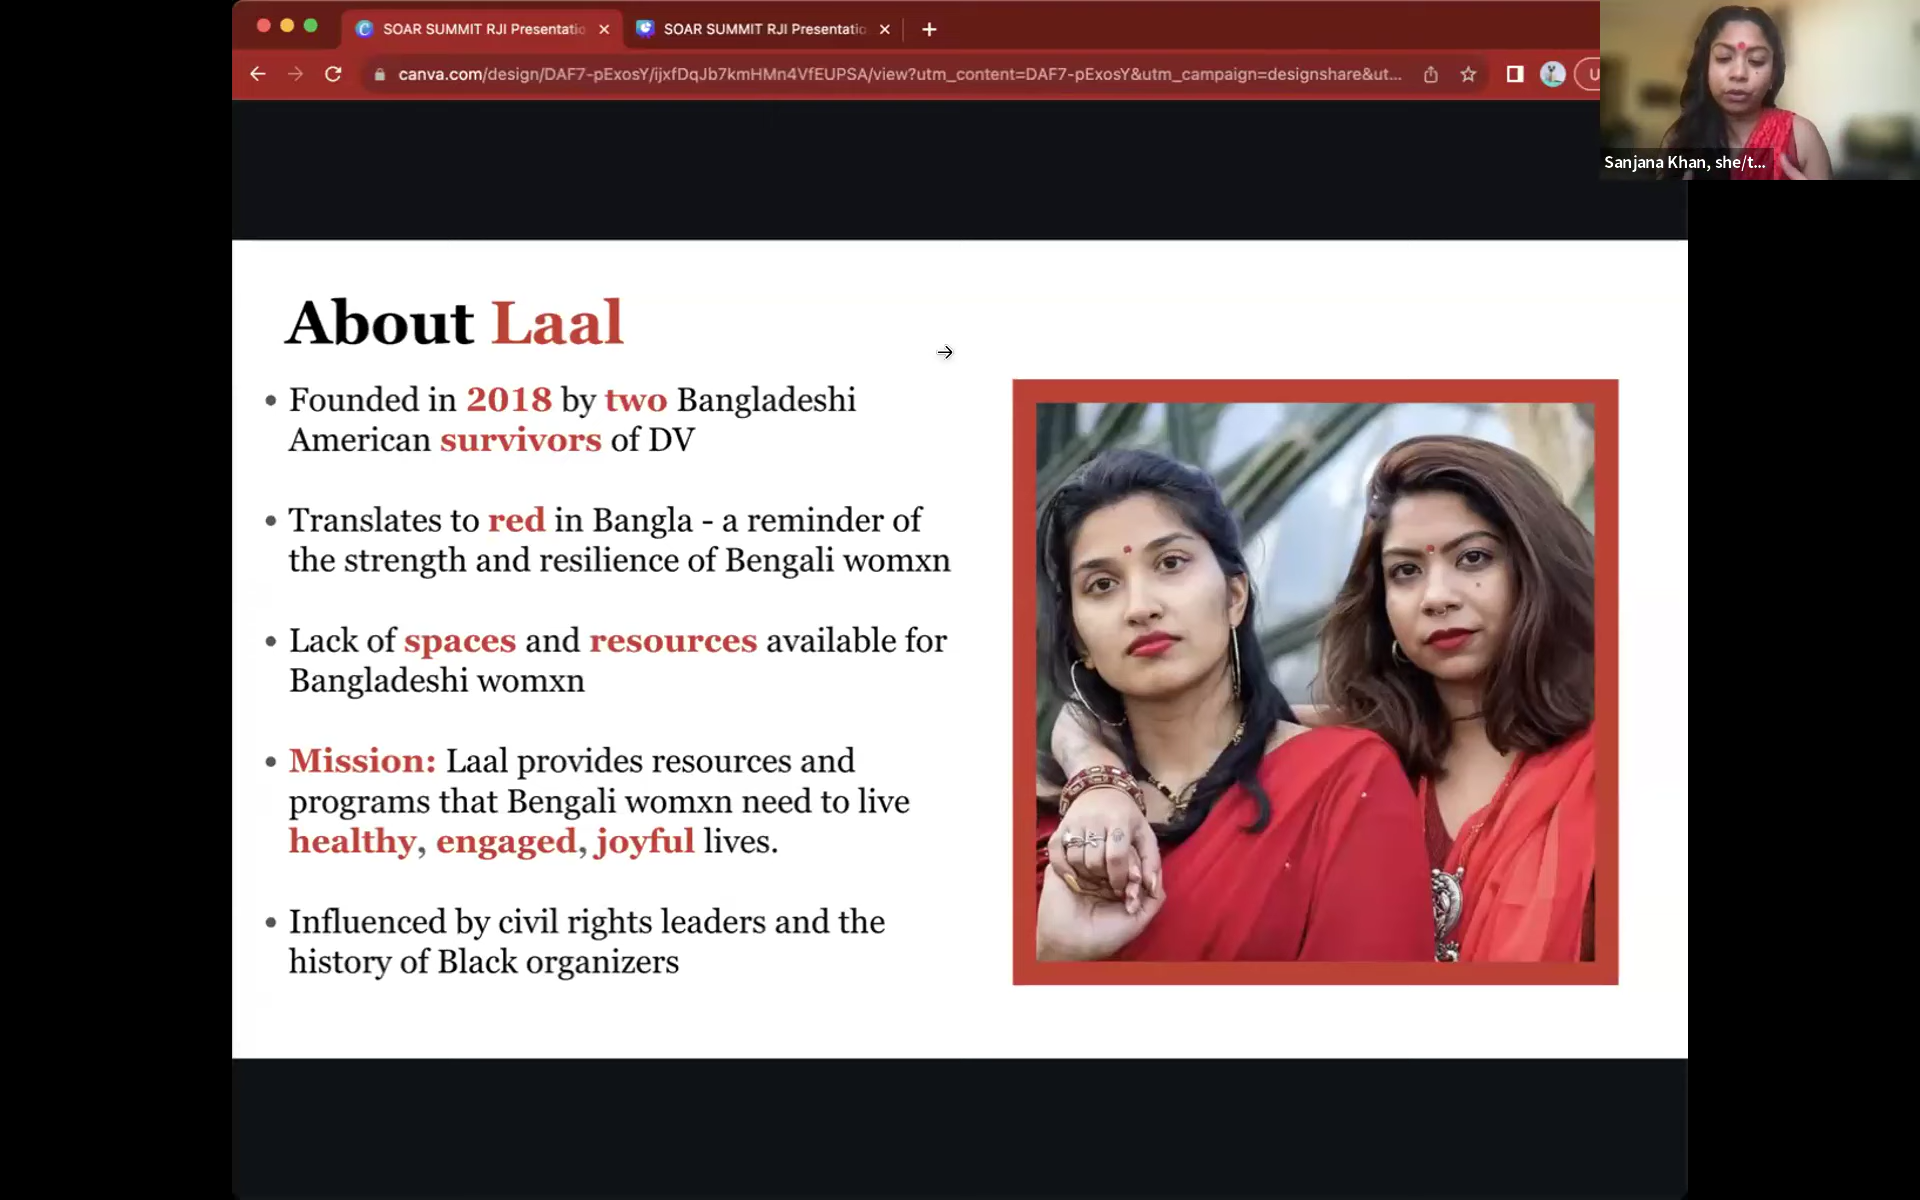 SOAR SUMMIT RJI Presentatio
SOAR SUMMIT RJI Presentatio
canva.com/design/DAF7-pExosY/ijxfDqJb7kmHMn4VfEUPSA/view?utm_content=DAF7-pExosY&utm_campaign=designshare&ut...
U
Sanjana Khan, she/t...
About Laal
• Founded in 2018 by two Bangladeshi
American survivors of DV
• Translates to red in Bangla - a reminder of
the strength and resilience of Bengali womxn
• Lack of spaces and resources available for
Bangladeshi womxn
• Mission: Laal provides resources and
programs that Bengali womxn need to live
healthy, engaged, joyful lives.
• Influenced by civil rights leaders and the
history of Black organizers